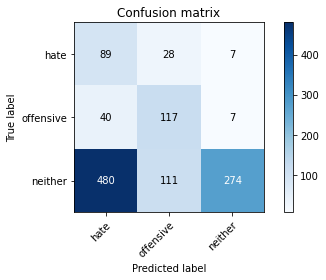 Confusion matrix
hate 89 28 7
offensive 40 117 7
neither 480 111 274
hate offensive neither
True label
Predicted label
400
300
200
100